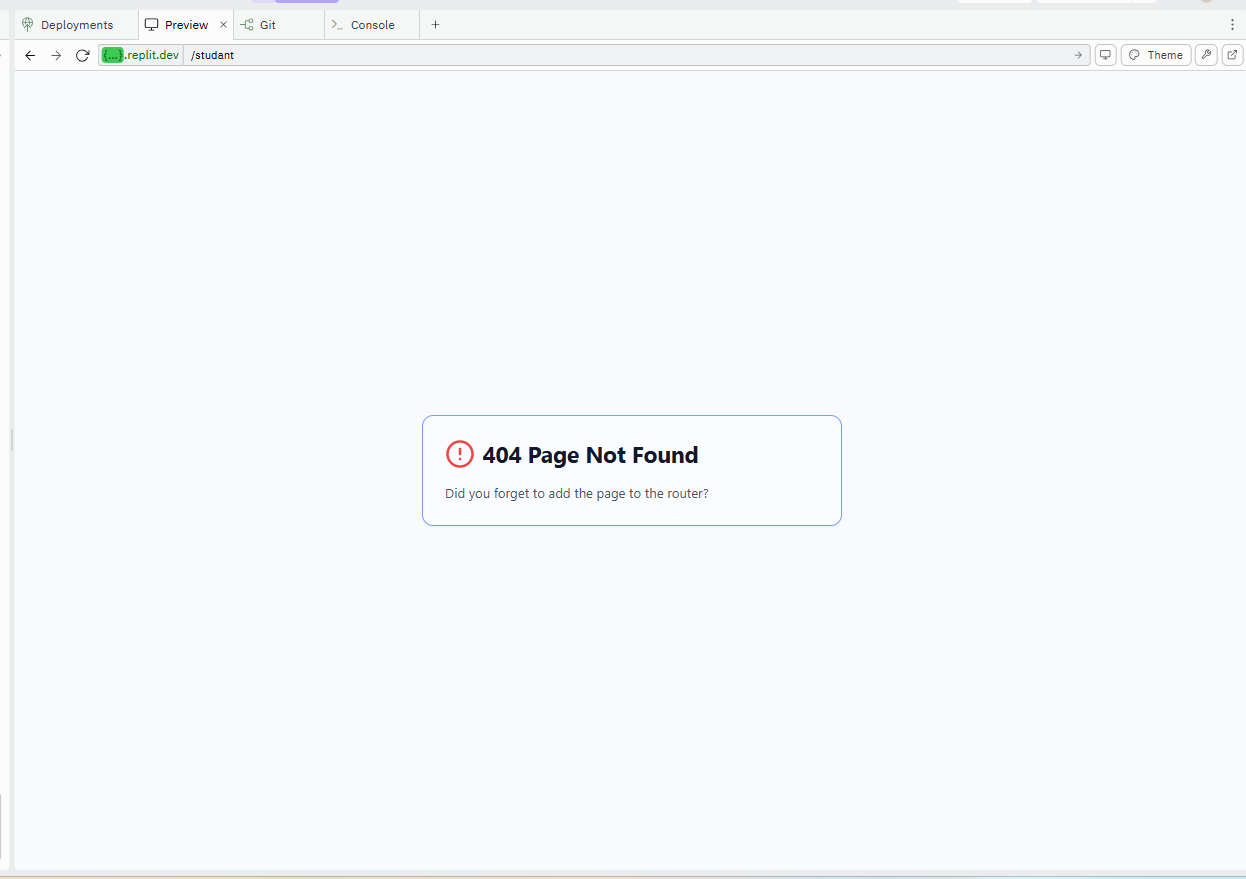 Deployments Preview Git Console
{...}.replit.dev /studant Theme
404 Page Not Found
Did you forget to add the page to the router?